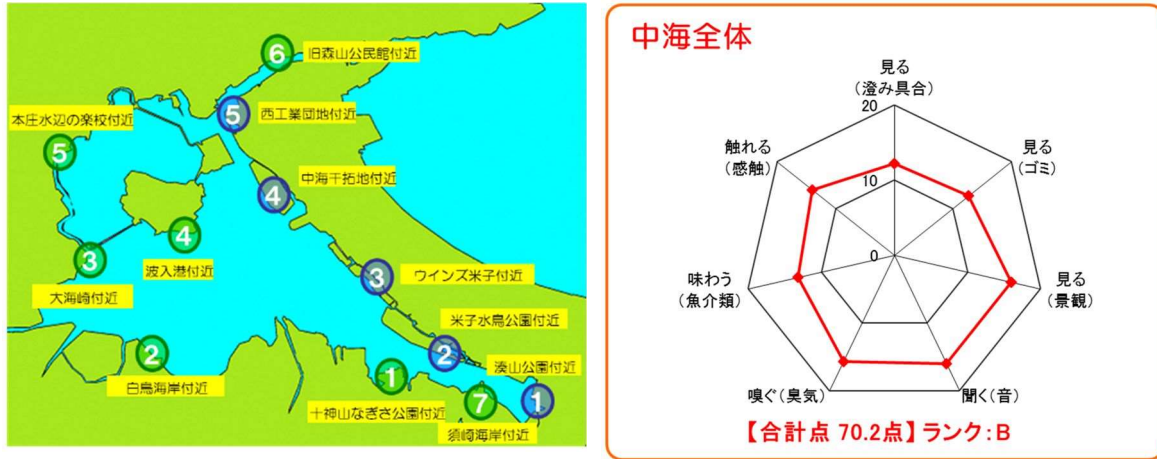 6
旧森山公民館付近
5
西工業団地付近
本庄水辺の楽校付近
5
中海干拓地付近
4
4
波入港付近
3
大海崎付近
3
ウインズ米子付近
米子水鳥公園付近
2
2
白鳥海岸付近
湊山公園付近
1
十神山なぎさ公園付近
7
1
須崎海岸付近
中海全体
見る
(澄み具合)
20
見る
(ゴミ)
触れる
(感触)
10
0
味わう
(魚介類)
見る
(景観)
嗅ぐ(臭気)
聞く(音)
【合計点 70.2点】ランク:B